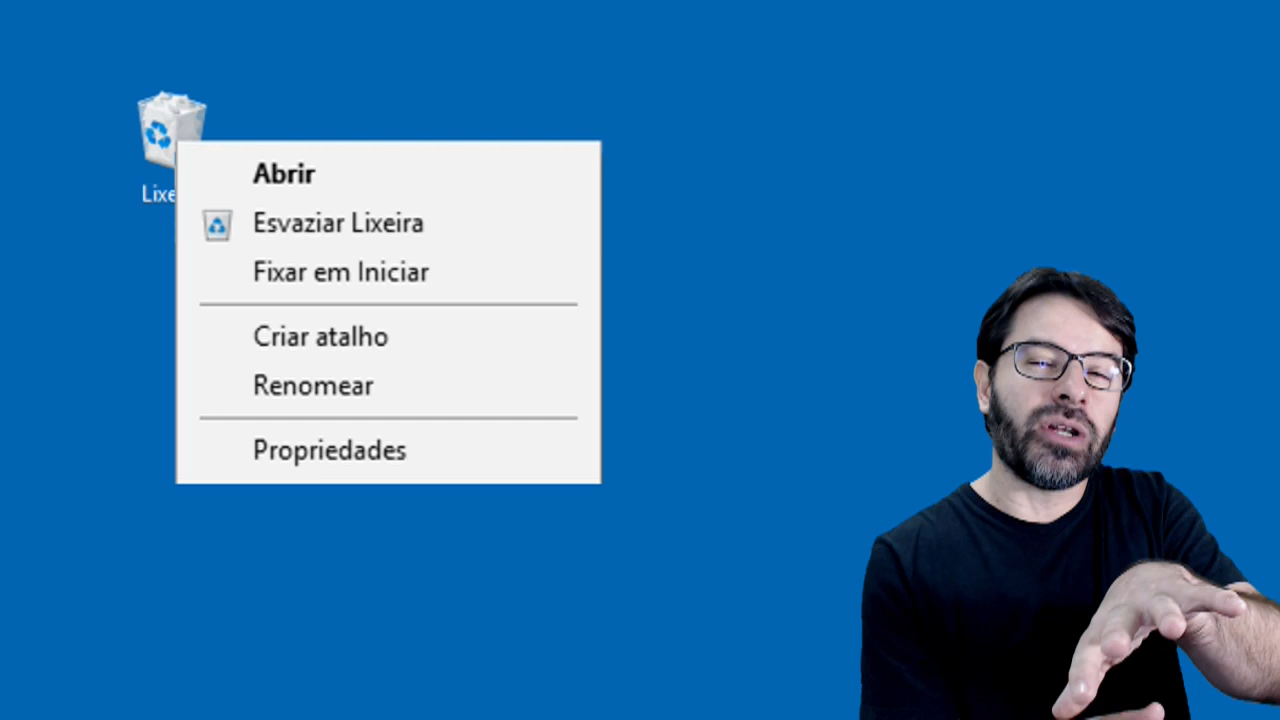 Abrir
Esvaziar Lixeira
Fixar em Iniciar
Criar atalho
Renomear
Propriedades